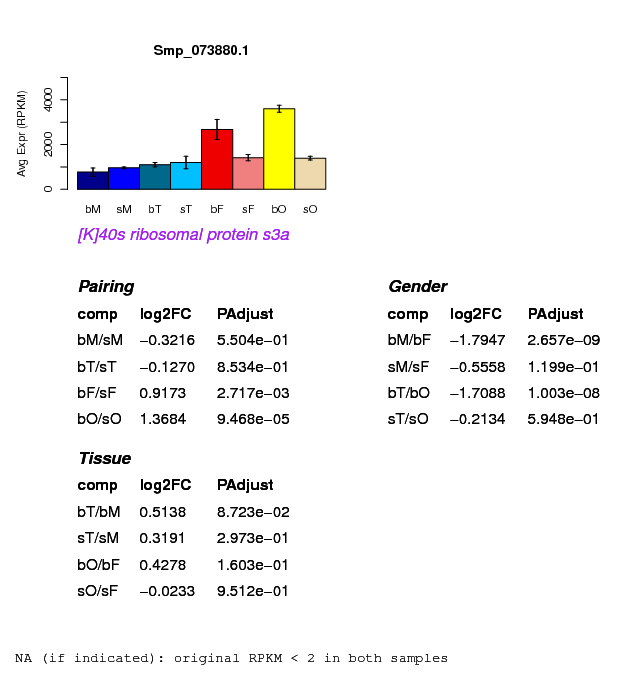 Smp_073880.1
Avg Expr (RPKM)
0 2000 4000
bM sM bT sT bF sF bO sO
[K]40s ribosomal protein s3a
Pairing
comp log2FC PAdjust
bM/sM −0.3216 5.504e−01
bT/sT −0.1270 8.534e−01
bF/sF 0.9173 2.717e−03
bO/sO 1.3684 9.468e−05
Gender
comp log2FC PAdjust
bM/bF −1.7947 2.657e−09
sM/sF −0.5558 1.199e−01
bT/bO −1.7088 1.003e−08
sT/sO −0.2134 5.948e−01
Tissue
comp log2FC PAdjust
bT/bM 0.5138 8.723e−02
sT/sM 0.3191 2.973e−01
bO/bF 0.4278 1.603e−01
sO/sF −0.0233 9.512e−01
NA (if indicated): original RPKM < 2 in both samples